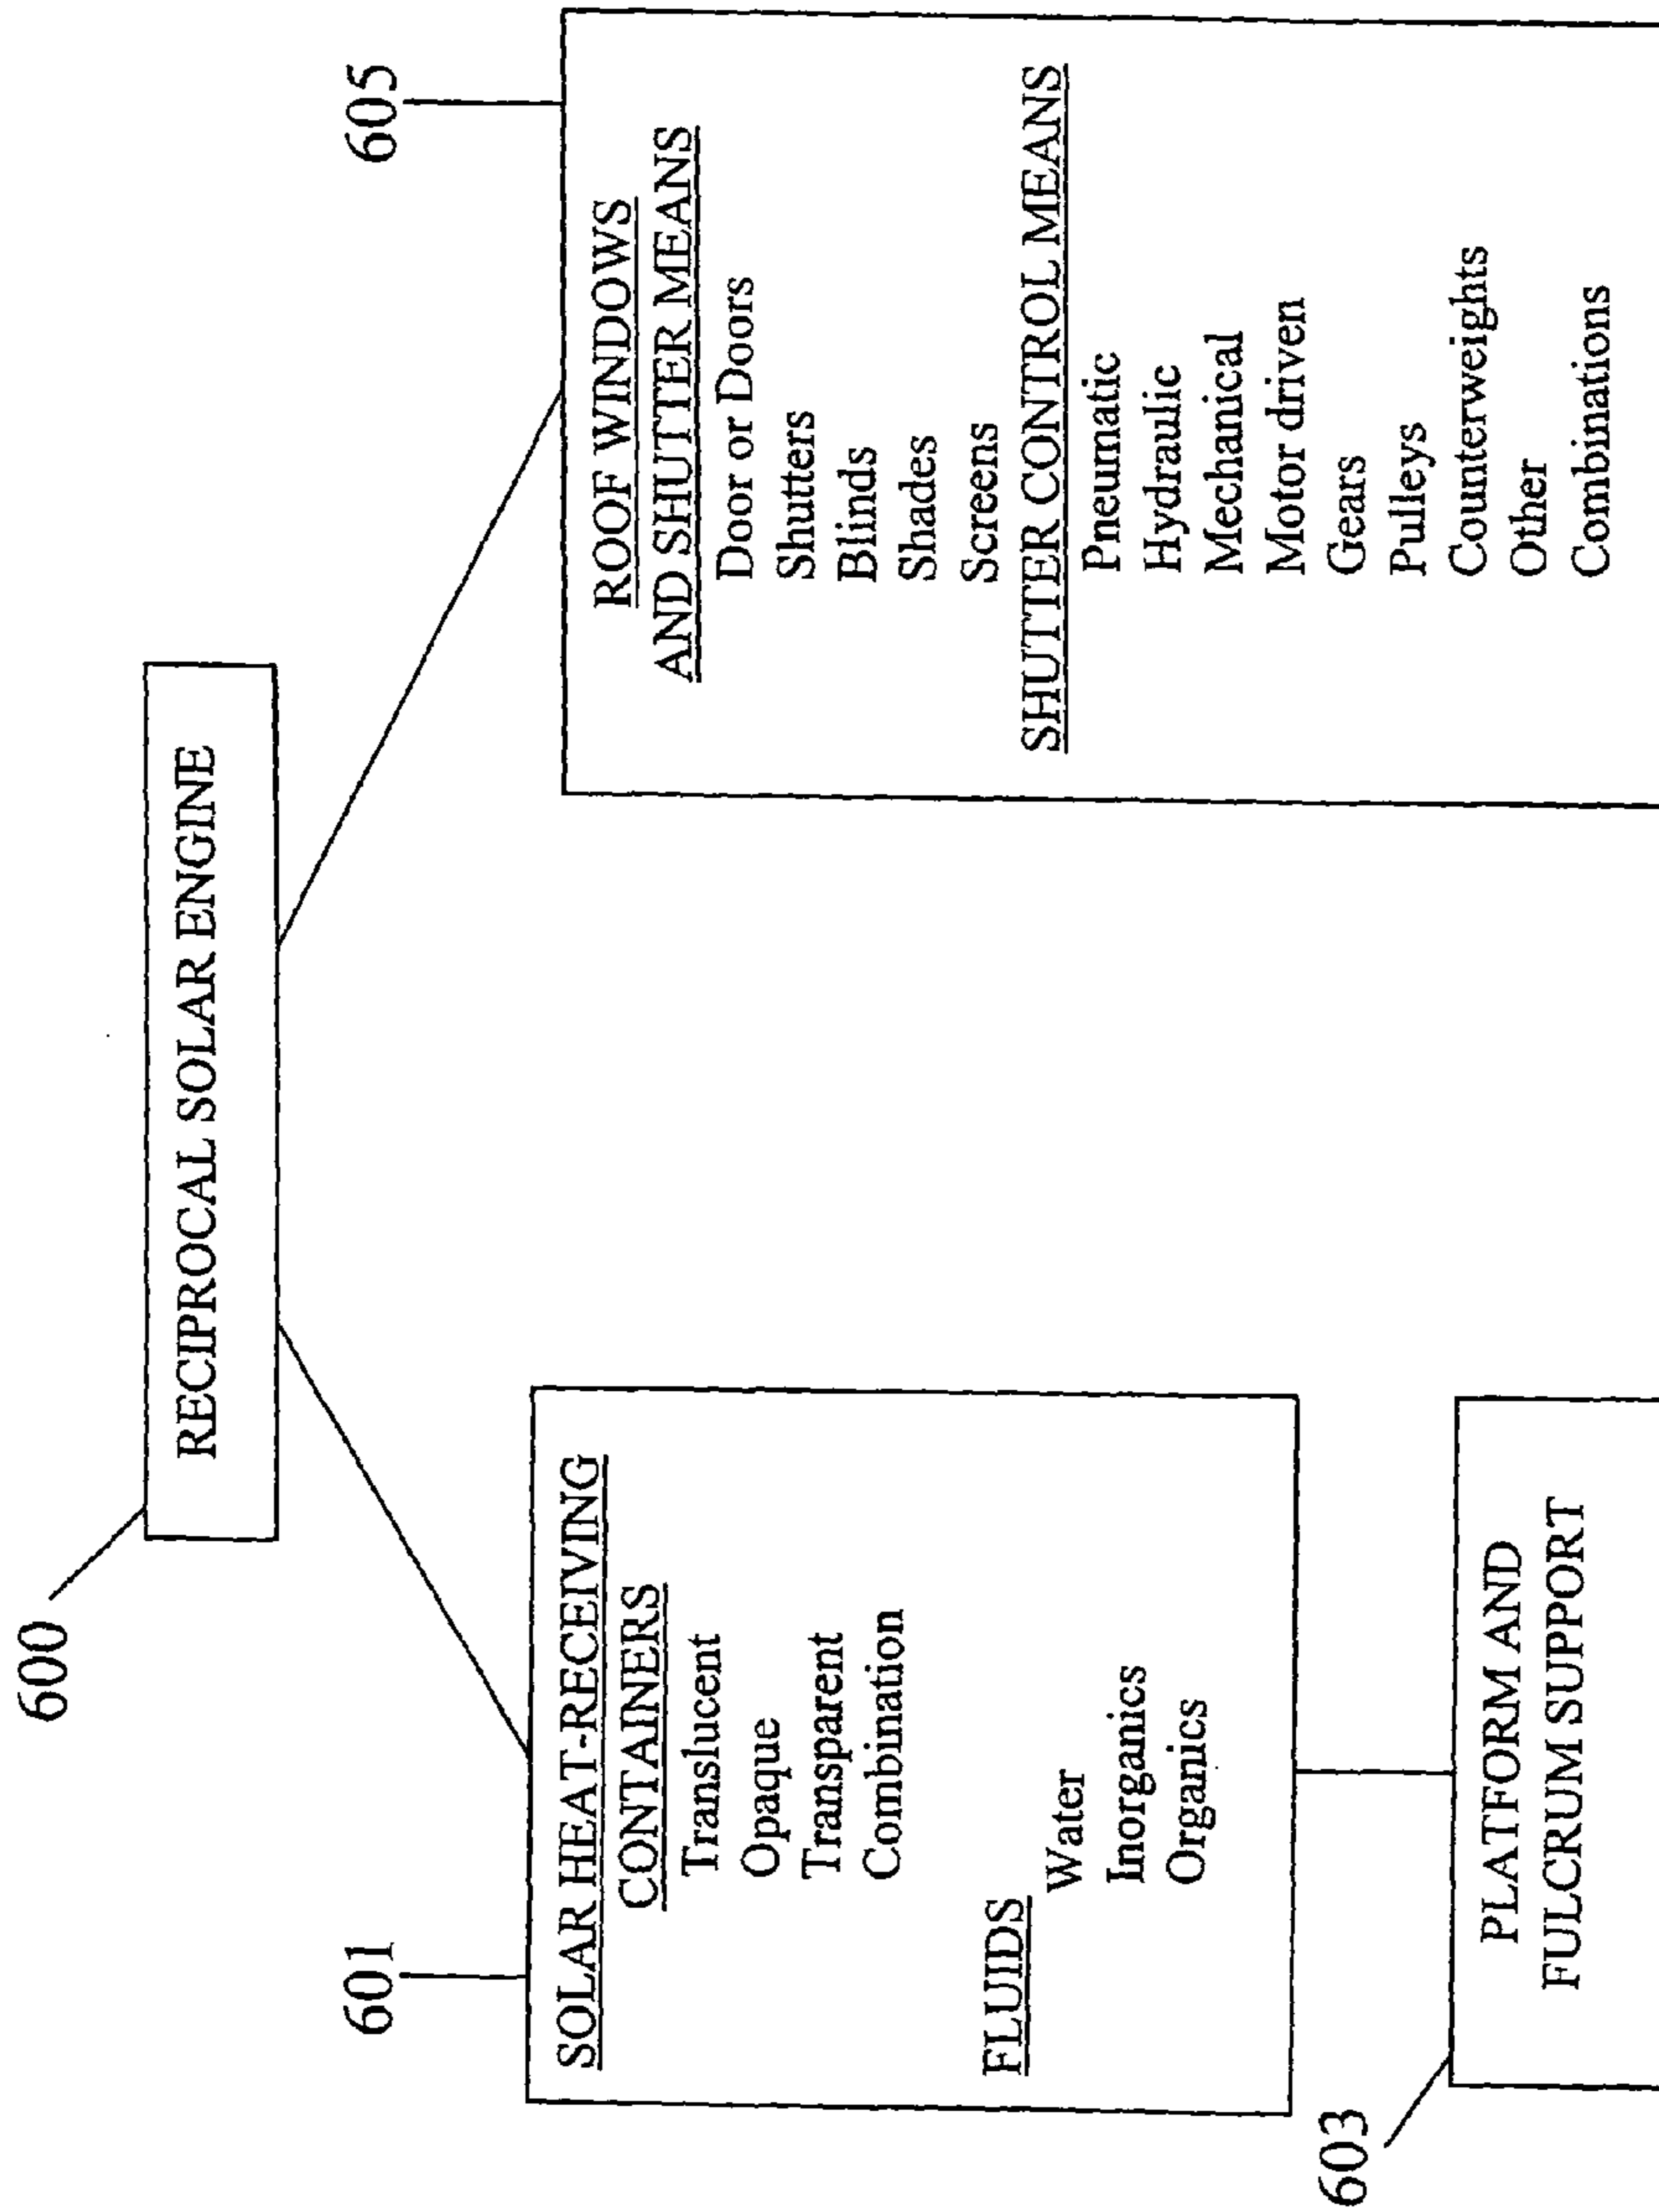 600
RECIPROCAL SOLAR ENGINE
601
SOLAR HEAT-RECEIVING
CONTAINERS
Translucent
Opaque
Transparent
Combination
FLUIDS
Water
Inorganics
Organics
603
PLATFORM AND
FULCRUM SUPPORT
605
ROOF WINDOWS
AND SHUTTER MEANS
Door or Doors
Shutters
Blinds
Shades
Screens
SHUTTER CONTROL MEANS
Pneumatic
Hydraulic
Mechanical
Motor driven
Gears
Pulleys
Counterweights
Other
Combinations